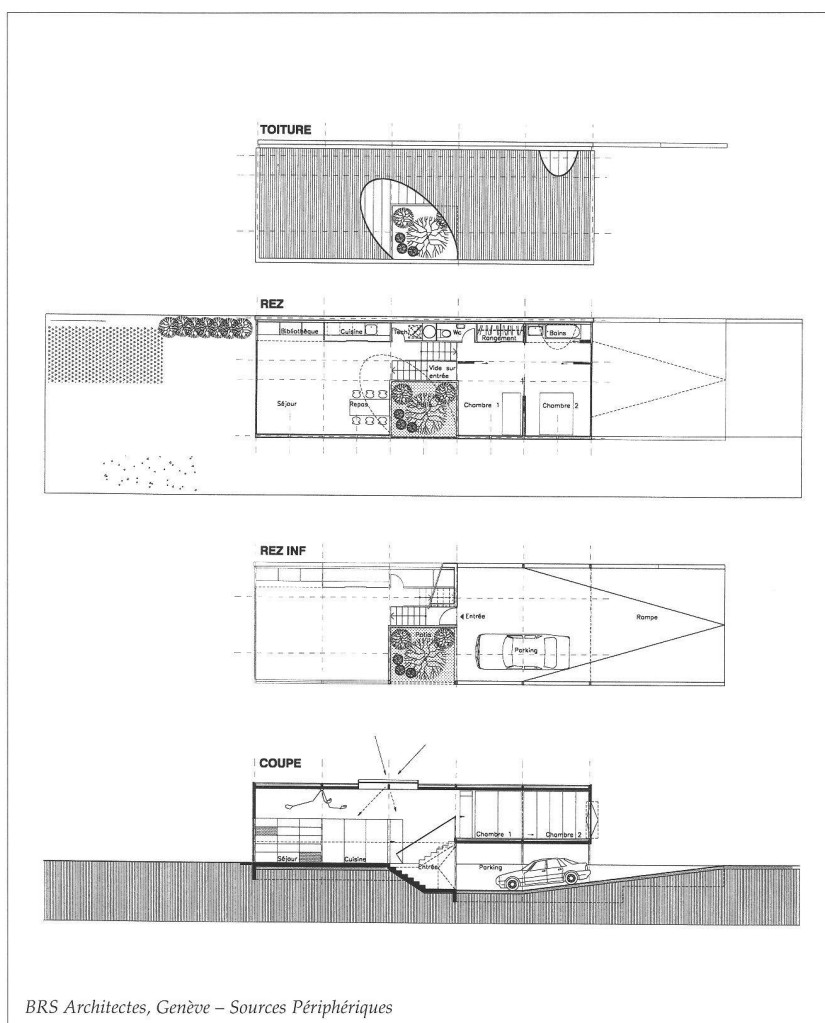 TOITURE
REZ
Bibliothèque Cuisine Tech. Wc Rangement Bains
Vide sur
entrée
Séjour Repas Patio Chambre 1 Chambre 2
REZ INF
Entrée Rampe
Patio
Parking
COUPE
Chambre 1 Chambre 2
Séjour Cuisine Entrée Parking
BRS Architectes, Genève – Sources Périphériques